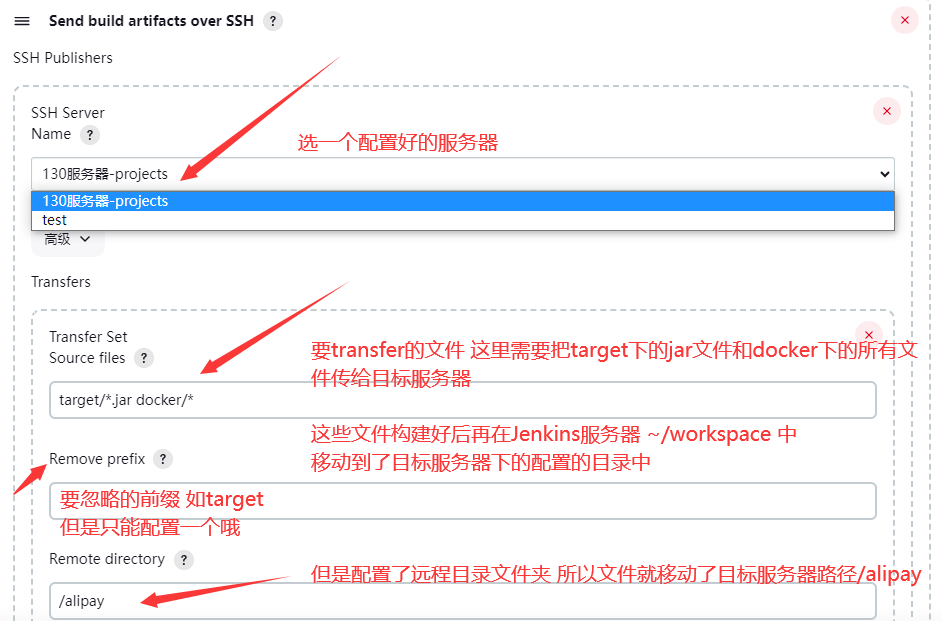 Send build artifacts over SSH ?
SSH Publishers
SSH Server
Name ?
选一个配置好的服务器
130服务器-projects
130服务器-projects
test
高级
Transfers
Transfer Set
Source files ?
要transfer的文件 这里需要把target下的jar文件和docker下的所有文
件传给目标服务器
target/*.jar docker/*
这些文件构建好后再在Jenkins服务器 ~/workspace 中
移动到了目标服务器下的配置的目录中
Remove prefix ?
要忽略的前缀 如target
但是只能配置一个哦
Remote directory ?
但是配置了远程目录文件夹 所以文件就移动了目标服务器路径/alipay
/alipay